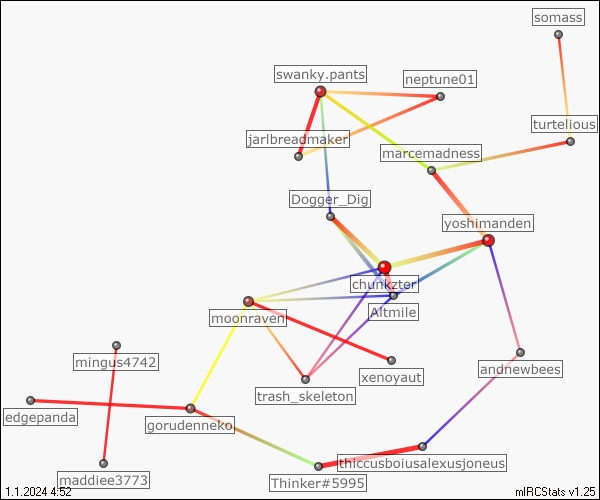 somass
swanky.pants
neptune01
turtelious
jarlbreadmaker
marcemadness
Dogger_Dig
yoshimanden
chunkzter
Altmile
moonraven
mingus4742
xenoyaut
andnewbees
trash_skeleton
edgepanda
gorudenneko
thiccusboiusalexusjoneus
maddiee3773
Thinker#5995
1.1.2024 4:52
mIRCStats v1.25